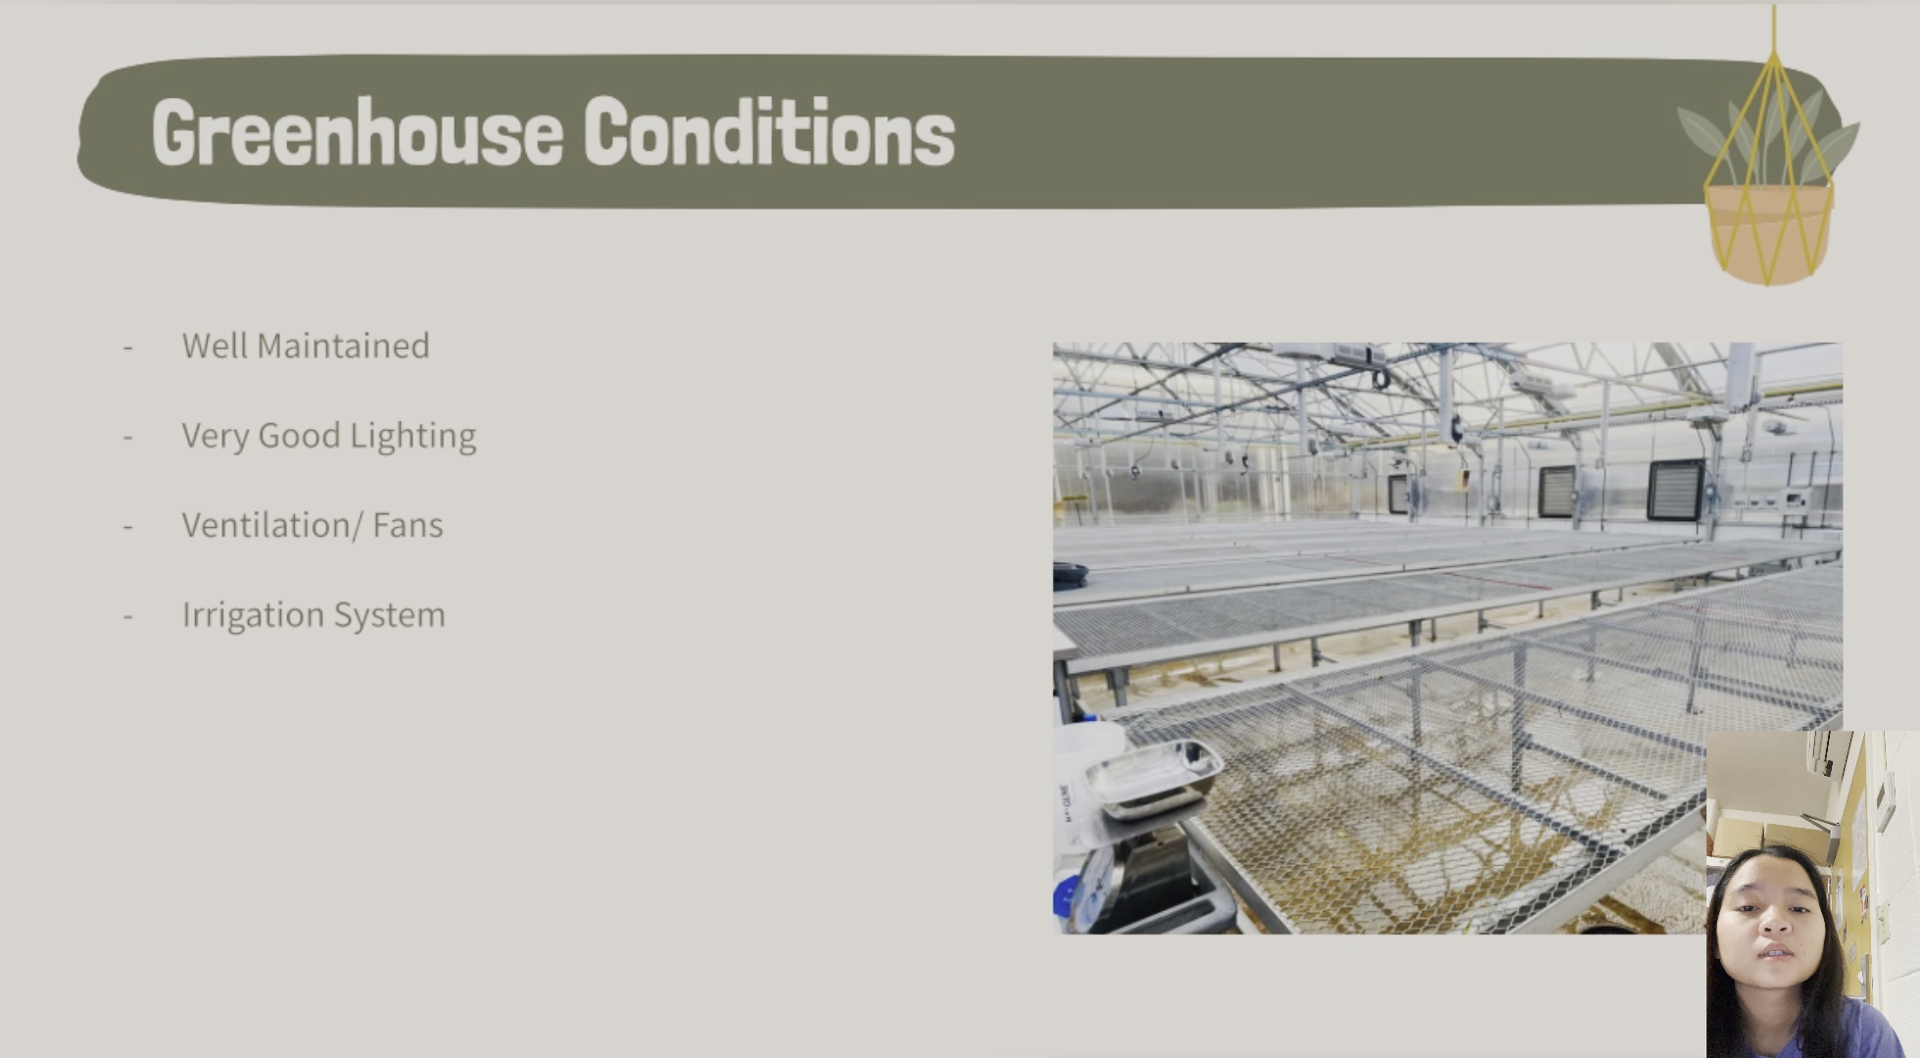 Greenhouse Conditions
- Well Maintained
- Very Good Lighting
- Ventilation/ Fans
- Irrigation System